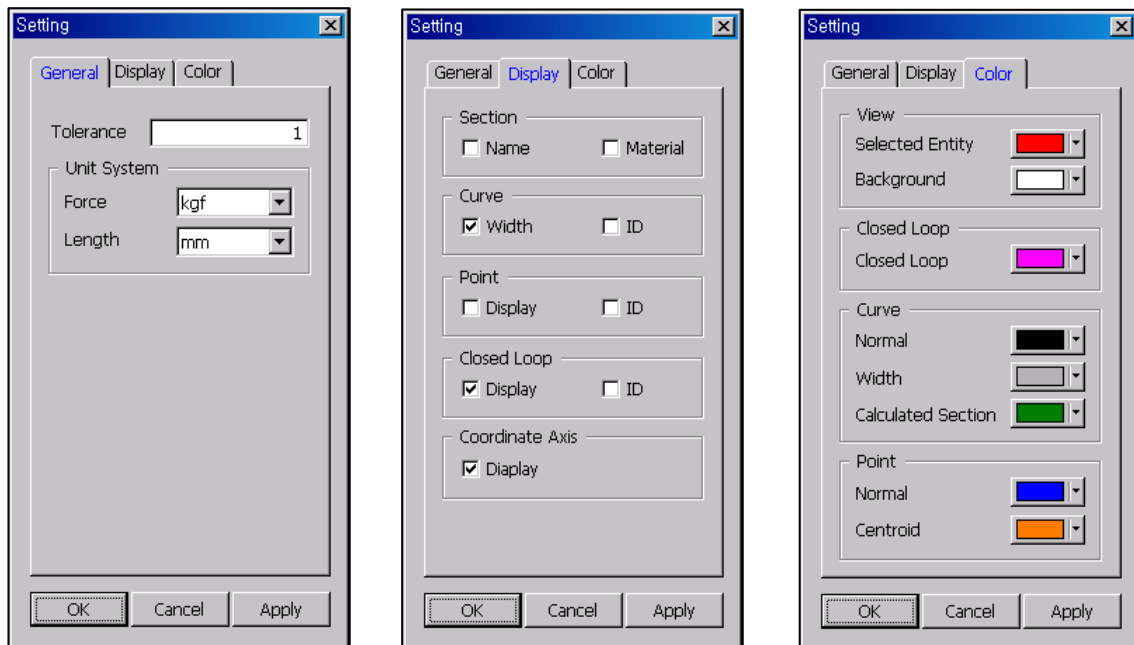 Setting
General Display Color
Tolerance 1
Unit System
Force kgf
Length mm
OK Cancel Apply
Setting
General Display Color
Section
Name Material
Curve
Width ID
Point
Display ID
Closed Loop
Display ID
Coordinate Axis
Diaplay
OK Cancel Apply
Setting
General Display Color
View
Selected Entity
Background
Closed Loop
Closed Loop
Curve
Normal
Width
Calculated Section
Point
Normal
Centroid
OK Cancel Apply